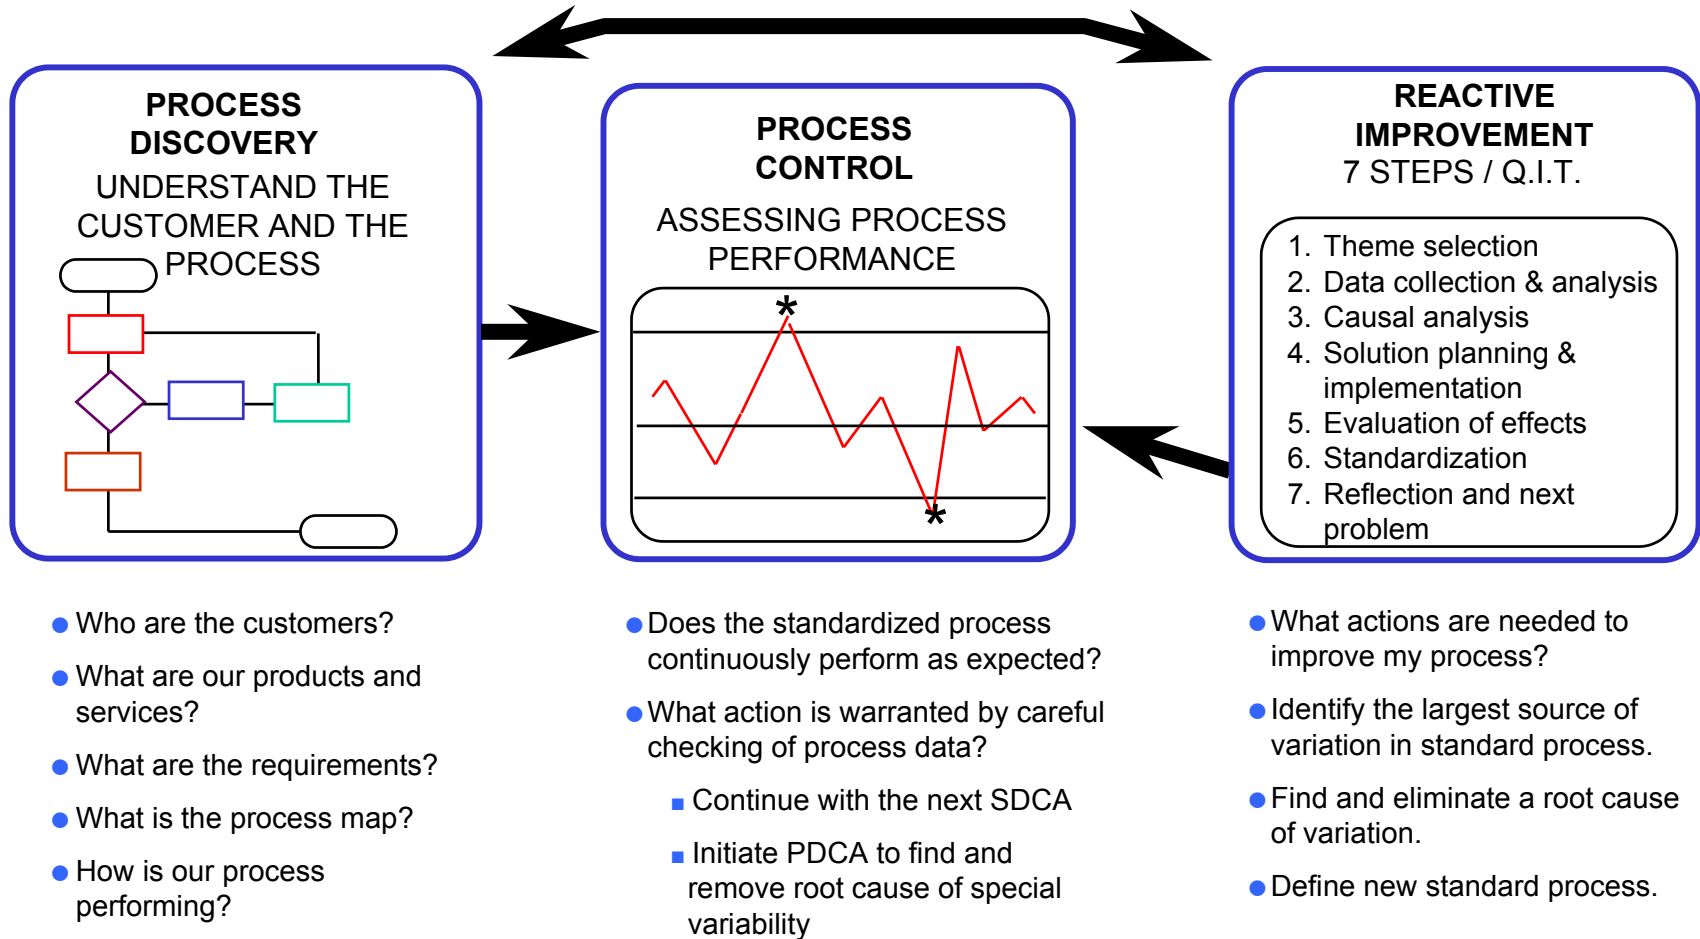 PROCESS
DISCOVERY
UNDERSTAND THE
CUSTOMER AND THE
PROCESS
● Who are the customers?
● What are our products and
services?
● What are the requirements?
● What is the process map?
● How is our process
performing?
PROCESS
CONTROL
ASSESSING PROCESS
PERFORMANCE
*
*
● Does the standardized process
continuously perform as expected?
● What action is warranted by careful
checking of process data?
■ Continue with the next SDCA
■ Initiate PDCA to find and
remove root cause of special
variability
REACTIVE
IMPROVEMENT
7 STEPS / Q.I.T.
1. Theme selection
2. Data collection & analysis
3. Causal analysis
4. Solution planning &
implementation
5. Evaluation of effects
6. Standardization
7. Reflection and next
problem
● What actions are needed to
improve my process?
● Identify the largest source of
variation in standard process.
● Find and eliminate a root cause
of variation.
● Define new standard process.